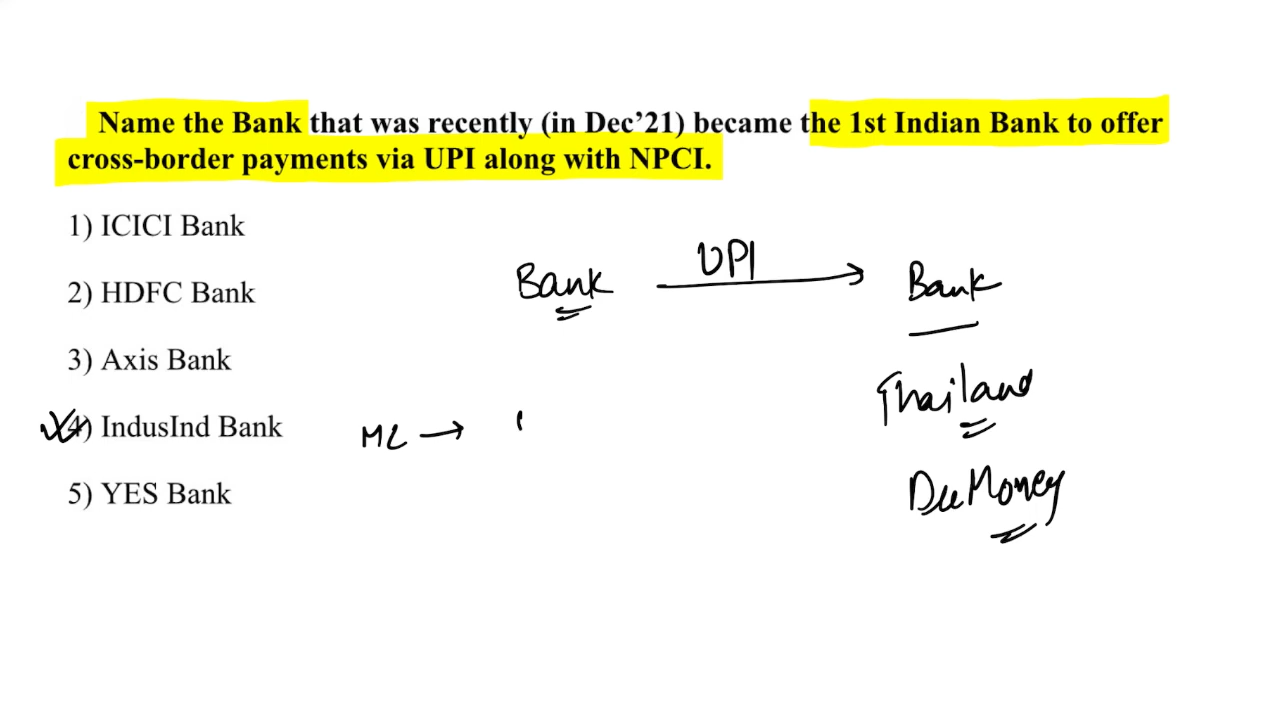 Name the Bank that was recently (in Dec’21) became the 1st Indian Bank to offer
cross-border payments via UPI along with NPCI.
1) ICICI Bank
2) HDFC Bank
3) Axis Bank
4) IndusInd Bank
5) YES Bank
UPI
Bank
Bank
Thailand
DeeMoney